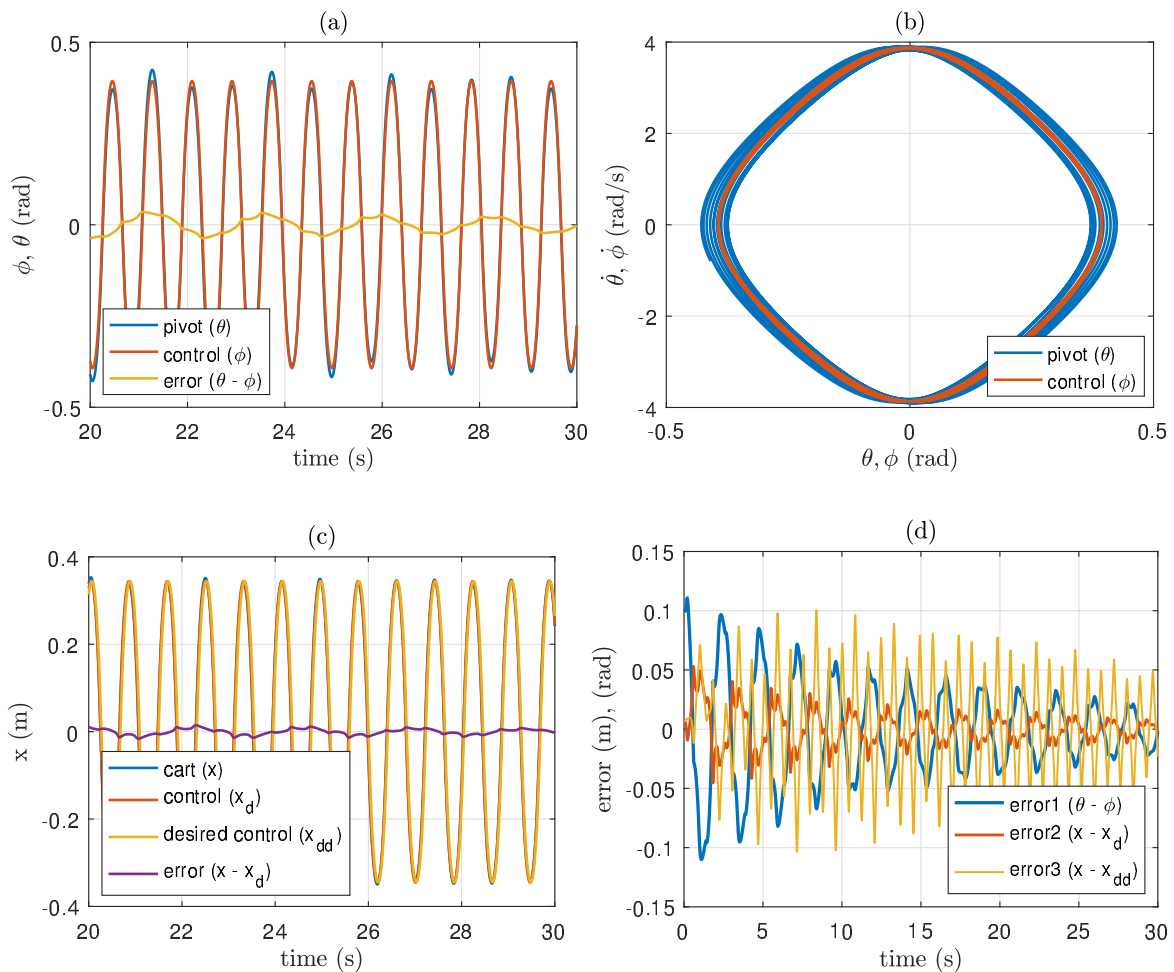 (a)
0.5
0
-0.5
ϕ, θ (rad)
20 22 24 26 28 30
time (s)
pivot (θ)
control (ϕ)
error (θ - ϕ)
(b)
4
2
0
-2
-4
θ̇, ϕ̇ (rad/s)
-0.5 0 0.5
θ, ϕ (rad)
pivot (θ)
control (ϕ)
(c)
0.4
0.2
0
-0.2
-0.4
x (m)
20 22 24 26 28 30
time (s)
cart (x)
control (x_d)
desired control (x_dd)
error (x - x_d)
(d)
0.15
0.1
0.05
0
-0.05
-0.1
-0.15
error (m), (rad)
0 5 10 15 20 25 30
time (s)
error1 (θ - ϕ)
error2 (x - x_d)
error3 (x - x_dd)